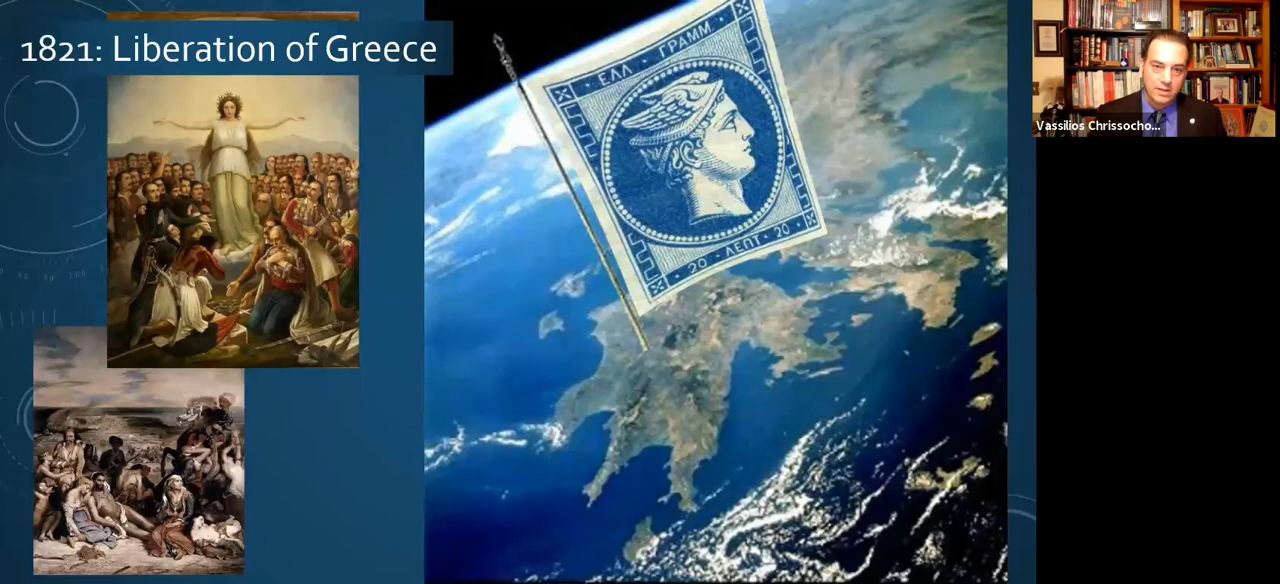 1821: Liberation of Greece
ΕΛΛ · ΓΡΑΜΜ
20 · ΛΕΠΤ · 20
Vassilios Chrissocho...